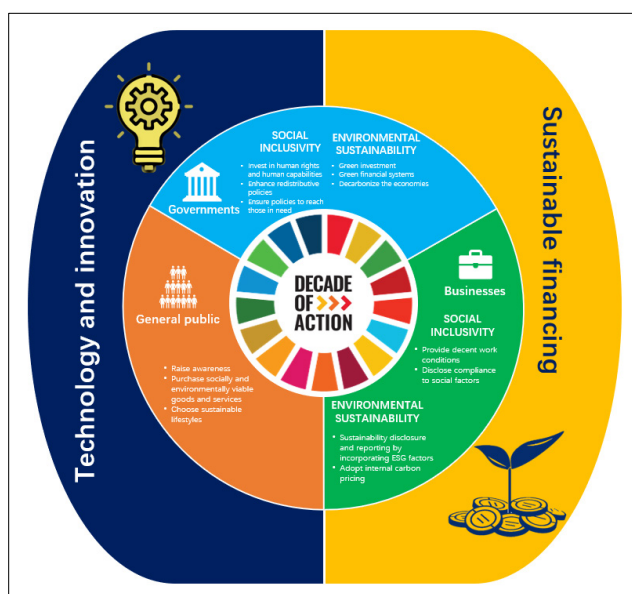 Technology and innovation
Sustainable financing
SOCIAL
INCLUSIVITY
• Invest in human rights
and human capabilities
• Enhance redistributive
policies
• Ensure policies to reach
those in need
ENVIRONMENTAL
SUSTAINABILITY
• Green investment
• Green financial systems
• Decarbonize the economies
Governments
General public
• Raise awareness
• Purchase socially and
environmentally viable
goods and services
• Choose sustainable
lifestyles
DECADE
OF >>>
ACTION
Businesses
SOCIAL
INCLUSIVITY
• Provide decent work
conditions
• Disclose compliance
to social factors
ENVIRONMENTAL
SUSTAINABILITY
• Sustainability disclosure
and reporting by
incorporating ESG factors
• Adopt internal carbon
pricing